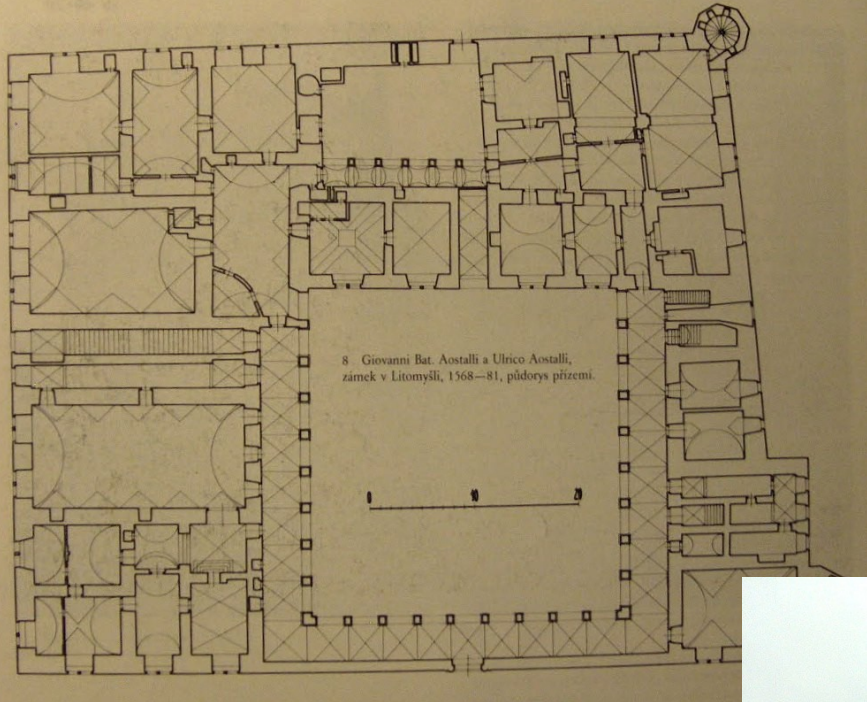 8 Giovanni Bat. Aostalli a Ulrico Aostalli,
zámek v Litomyšli, 1568—81, půdorys přízemí.
0 10 20